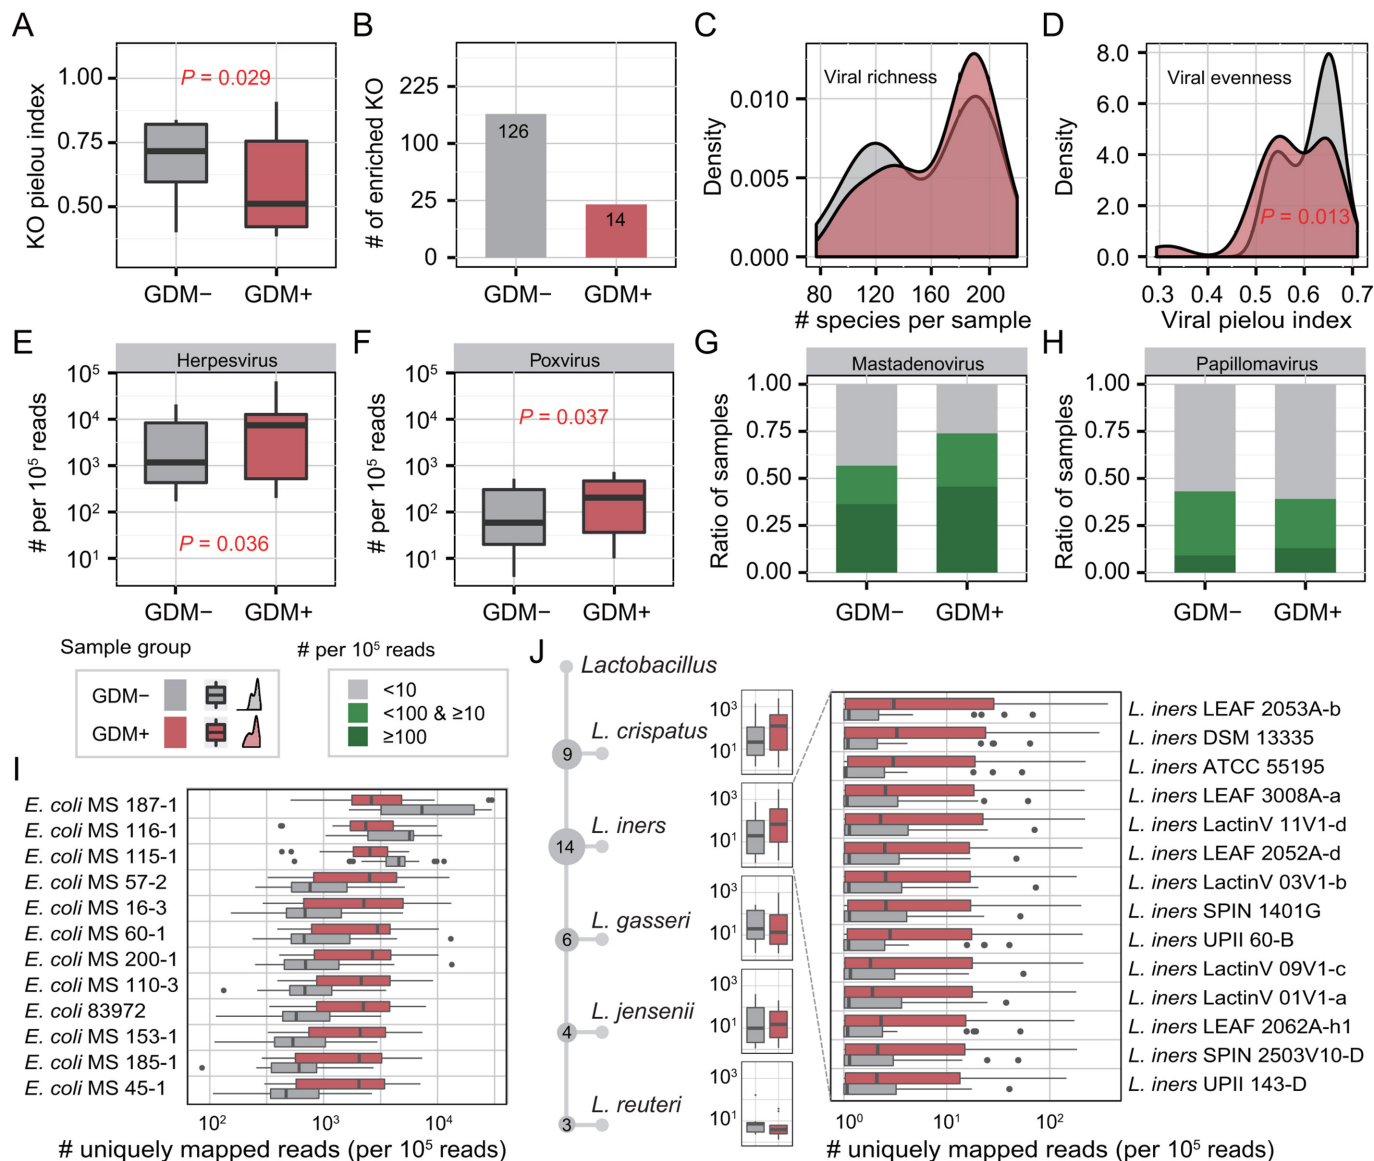 A
KO pielou index
1.00
0.75
0.50
P = 0.029
GDM−
GDM+
B
# of enriched KO
225
100
25
0
126
14
GDM−
GDM+
C
Density
0.010
0.005
0.000
Viral richness
80
120
160
200
# species per sample
D
Density
8.0
6.0
4.0
2.0
0.0
Viral evenness
P = 0.013
0.3
0.4
0.5
0.6
0.7
Viral pielou index
E
Herpesvirus
# per 10⁵ reads
10⁵
10⁴
10³
10²
10¹
P = 0.036
GDM−
GDM+
F
Poxvirus
# per 10⁵ reads
10⁵
10⁴
10³
10²
10¹
P = 0.037
GDM−
GDM+
G
Mastadenovirus
Ratio of samples
1.00
0.75
0.50
0.25
0.00
GDM−
GDM+
H
Papillomavirus
Ratio of samples
1.00
0.75
0.50
0.25
0.00
GDM−
GDM+
Sample group
GDM−
GDM+
# per 10⁵ reads
<10
<100 & ≥10
≥100
I
E. coli MS 187-1
E. coli MS 116-1
E. coli MS 115-1
E. coli MS 57-2
E. coli MS 16-3
E. coli MS 60-1
E. coli MS 200-1
E. coli MS 110-3
E. coli 83972
E. coli MS 153-1
E. coli MS 185-1
E. coli MS 45-1
10²
10³
10⁴
# uniquely mapped reads (per 10⁵ reads)
J
Lactobacillus
L. crispatus
9
L. iners
14
L. gasseri
6
L. jensenii
4
L. reuteri
3
10³
10¹
10³
10¹
10³
10¹
10³
10¹
10³
10¹
L. iners LEAF 2053A-b
L. iners DSM 13335
L. iners ATCC 55195
L. iners LEAF 3008A-a
L. iners LactinV 11V1-d
L. iners LEAF 2052A-d
L. iners LactinV 03V1-b
L. iners SPIN 1401G
L. iners UPII 60-B
L. iners LactinV 09V1-c
L. iners LactinV 01V1-a
L. iners LEAF 2062A-h1
L. iners SPIN 2503V10-D
L. iners UPII 143-D
10⁰
10¹
10²
# uniquely mapped reads (per 10⁵ reads)